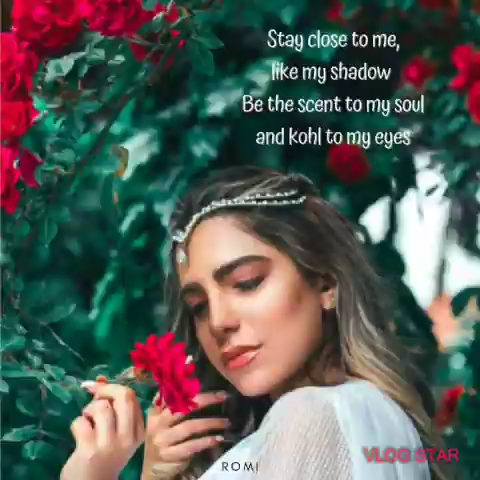 Stay close to me,
like my shadow
Be the scent to my soul
and kohl to my eyes
ROMI
VLOG STAR